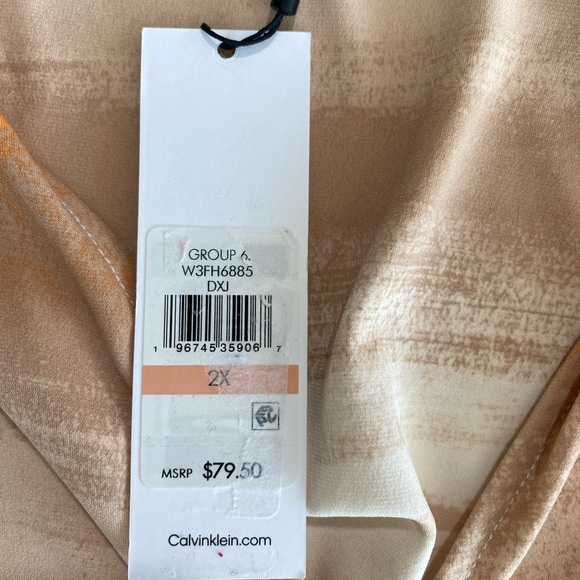 GROUP 6.
W3FH6885
DXJ
1 96745 35906 7
2X
MSRP $79.50
Calvinklein.com